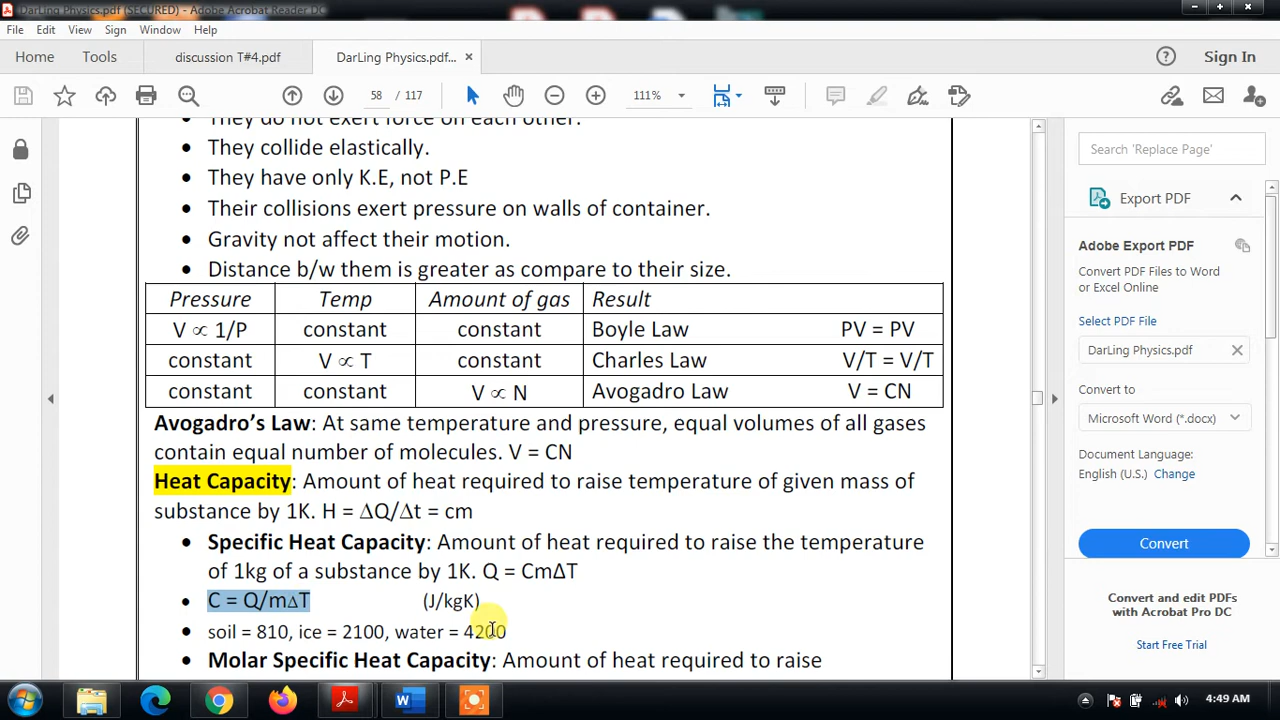 DarLing Physics.pdf (SECURED) - Adobe Acrobat Reader DC
File Edit View Sign Window Help
Home Tools discussion T#4.pdf DarLing Physics.pdf... × Sign In
58 / 117 111%
• They do not exert force on each other.
• They collide elastically.
• They have only K.E, not P.E
• Their collisions exert pressure on walls of container.
• Gravity not affect their motion.
• Distance b/w them is greater as compare to their size.
Pressure Temp Amount of gas Result
V ∝ 1/P constant constant Boyle Law PV = PV
constant V ∝ T constant Charles Law V/T = V/T
constant constant V ∝ N Avogadro Law V = CN
Avogadro's Law: At same temperature and pressure, equal volumes of all gases
contain equal number of molecules. V = CN
Heat Capacity: Amount of heat required to raise temperature of given mass of
substance by 1K. H = ΔQ/Δt = cm
• Specific Heat Capacity: Amount of heat required to raise the temperature
of 1kg of a substance by 1K. Q = CmΔT
• C = Q/mΔT (J/kgK)
• soil = 810, ice = 2100, water = 4200
• Molar Specific Heat Capacity: Amount of heat required to raise
Search 'Replace Page'
Export PDF
Adobe Export PDF
Convert PDF Files to Word
or Excel Online
Select PDF File
DarLing Physics.pdf
Convert to
Microsoft Word (*.docx)
Document Language:
English (U.S.) Change
Convert
Convert and edit PDFs
with Acrobat Pro DC
Start Free Trial
4:49 AM